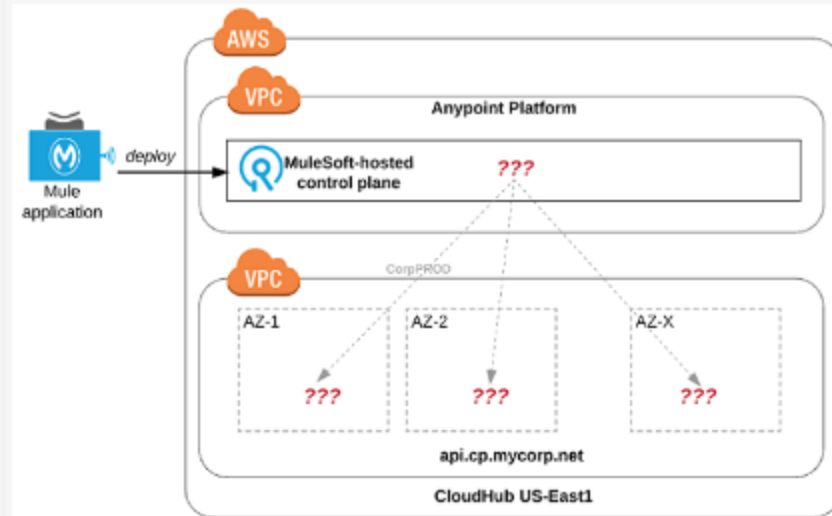 AWS
VPC
Anypoint Platform
deploy
MuleSoft-hosted
control plane
???
Mule
application
CorpPROD
VPC
AZ-1
AZ-2
AZ-X
???
???
???
api.cp.mycorp.net
CloudHub US-East1